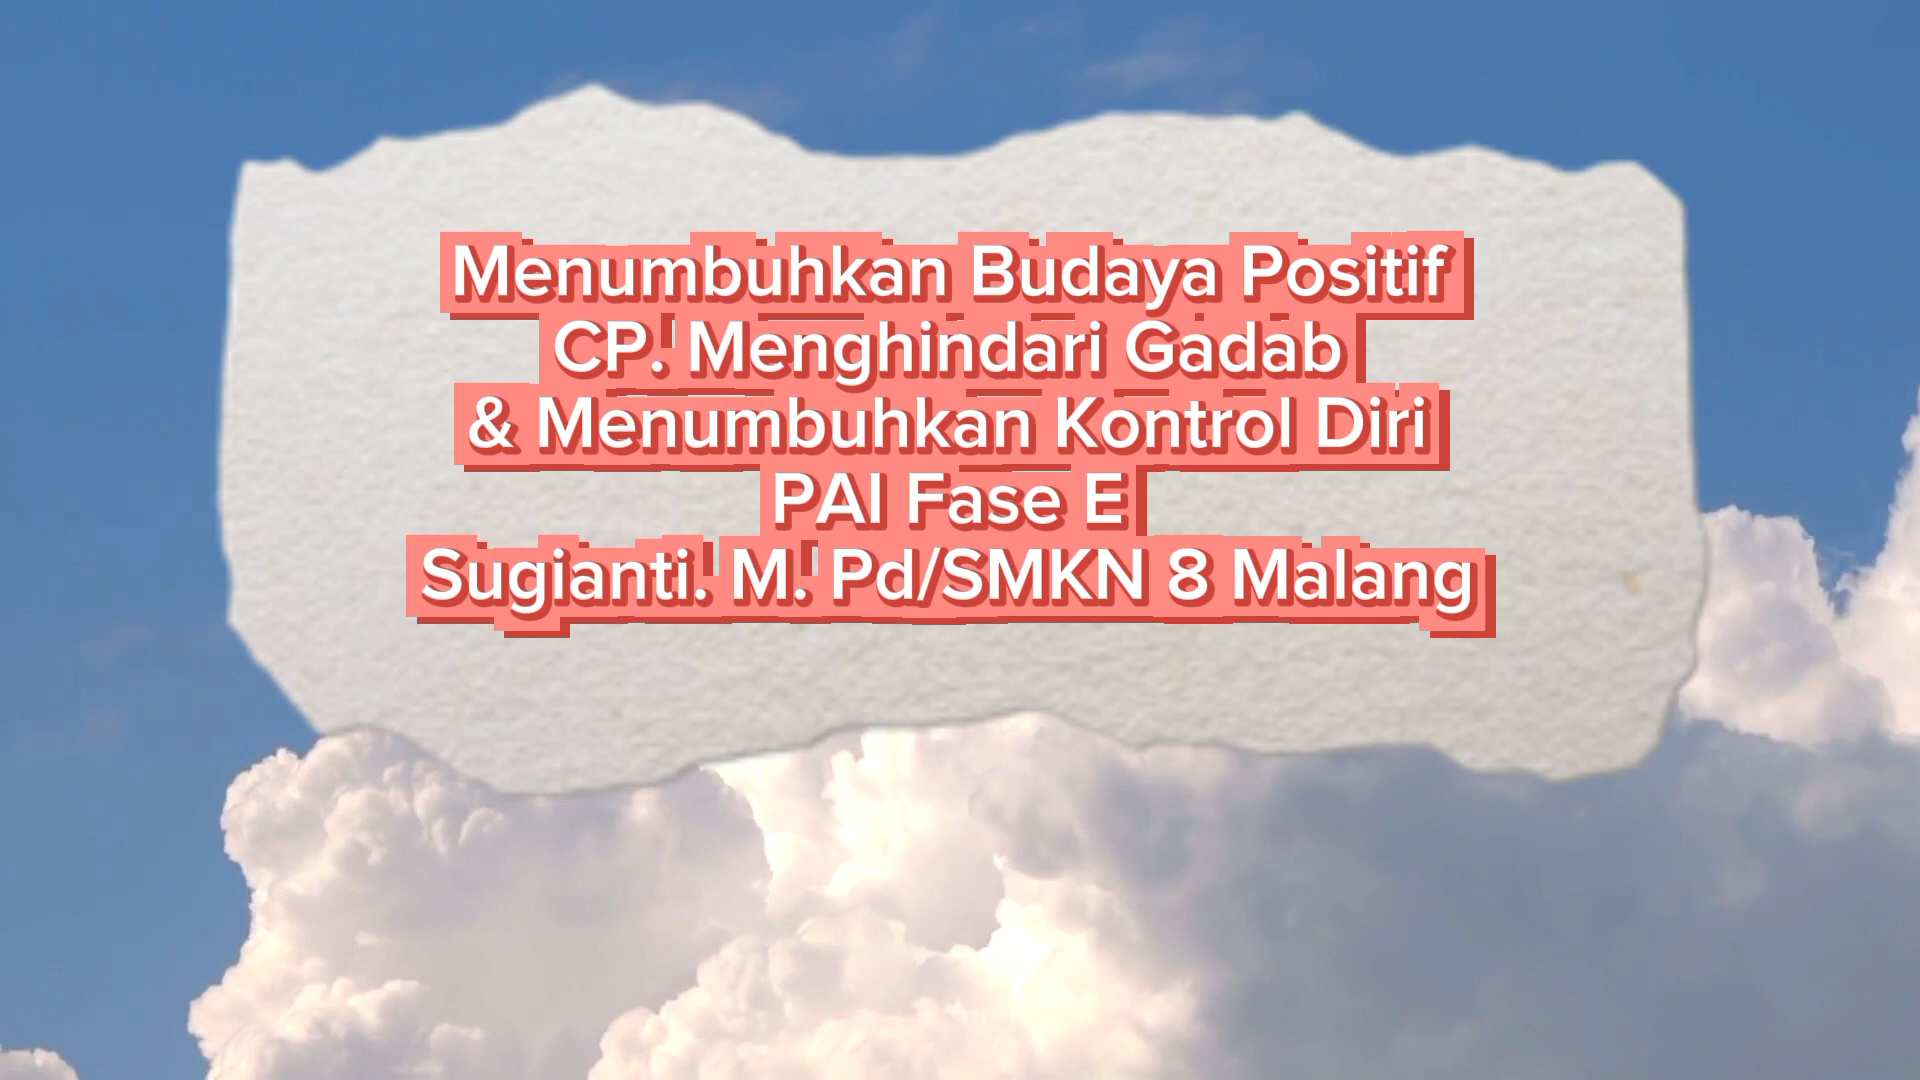 Menumbuhkan Budaya Positif
CP. Menghindari Gadab
& Menumbuhkan Kontrol Diri
PAI Fase E
Sugianti. M. Pd/SMKN 8 Malang